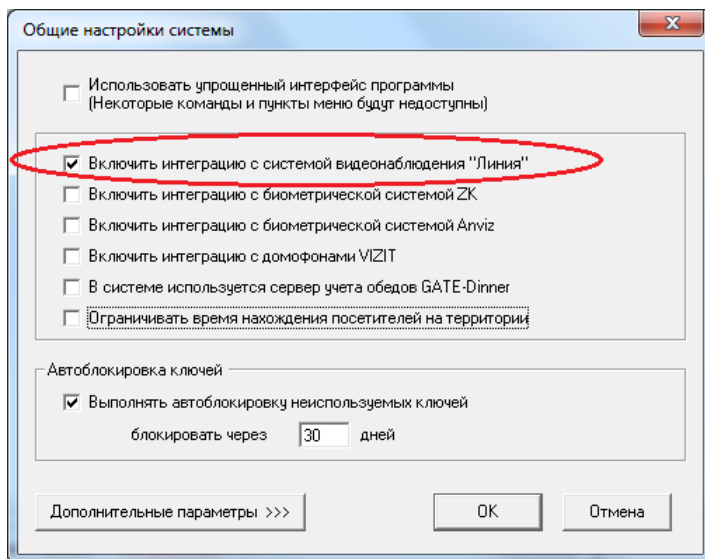 Общие настройки системы
Использовать упрощенный интерфейс программы
(Некоторые команды и пункты меню будут недоступны)
Включить интеграцию с системой видеонаблюдения "Линия"
Включить интеграцию с биометрической системой ZK
Включить интеграцию с биометрической системой Anviz
Включить интеграцию с домофонами VIZIT
В системе используется сервер учета обедов GATE-Dinner
Ограничивать время нахождения посетителей на территории
Автоблокировка ключей
Выполнять автоблокировку неиспользуемых ключей
блокировать через 30 дней
Дополнительные параметры >>> OK Отмена